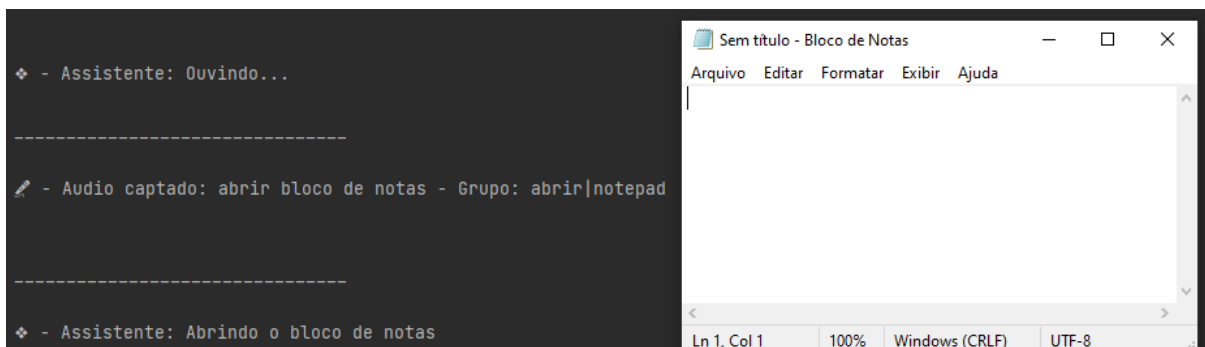 ❖ - Assistente: Ouvindo...
--------------------------------
- Audio captado: abrir bloco de notas - Grupo: abrir|notepad
--------------------------------
❖ - Assistente: Abrindo o bloco de notas
Sem título - Bloco de Notas
Arquivo Editar Formatar Exibir Ajuda
Ln 1, Col 1 100% Windows (CRLF) UTF-8